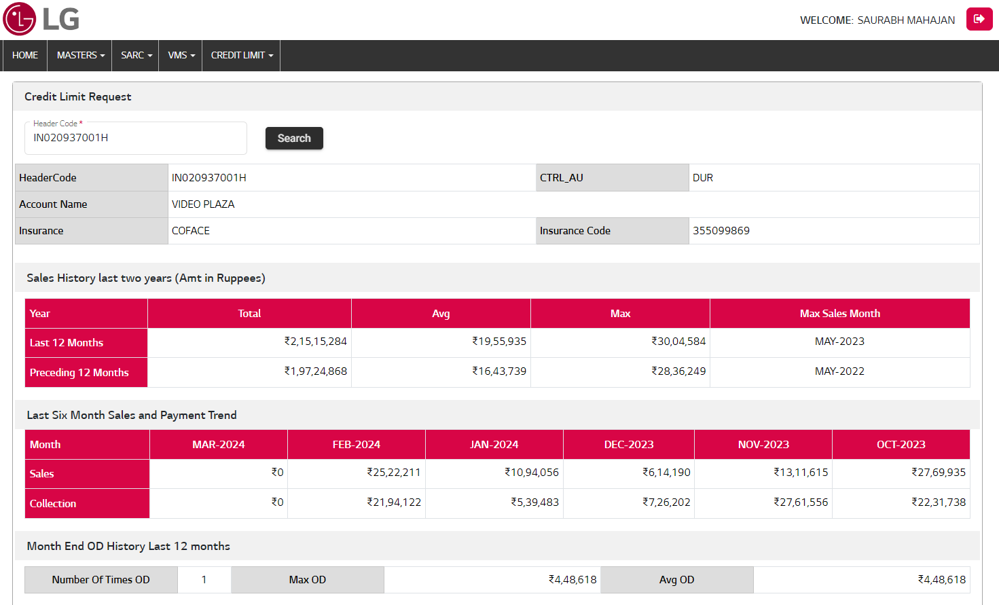 LG
WELCOME: SAURABH MAHAJAN
HOME MASTERS SARC VMS CREDIT LIMIT
Credit Limit Request
Header Code *
IN020937001H
Search
HeaderCode IN020937001H CTRL_AU DUR
Account Name VIDEO PLAZA
Insurance COFACE Insurance Code 355099869
Sales History last two years (Amt in Ruppees)
Year Total Avg Max Max Sales Month
Last 12 Months ₹2,15,15,284 ₹19,55,935 ₹30,04,584 MAY-2023
Preceding 12 Months ₹1,97,24,868 ₹16,43,739 ₹28,36,249 MAY-2022
Last Six Month Sales and Payment Trend
Month MAR-2024 FEB-2024 JAN-2024 DEC-2023 NOV-2023 OCT-2023
Sales ₹0 ₹25,22,211 ₹10,94,056 ₹6,14,190 ₹13,11,615 ₹27,69,935
Collection ₹0 ₹21,94,122 ₹5,39,483 ₹7,26,202 ₹27,61,556 ₹22,31,738
Month End OD History Last 12 months
Number Of Times OD 1 Max OD ₹4,48,618 Avg OD ₹4,48,618